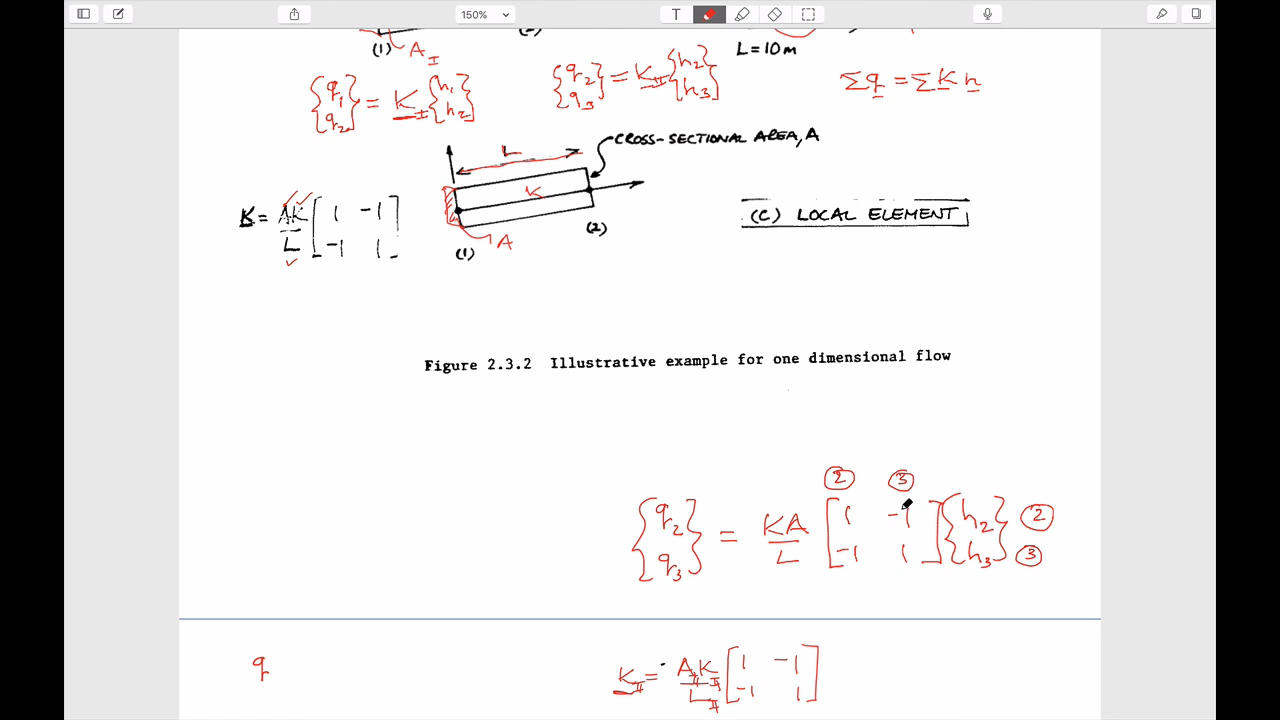 150%
T
(1) A_I
L = 10m
{q1 q2} = K_I {h1 h2}
{q2 q3} = K_II {h2 h3}
Σq = ΣK h
CROSS-SECTIONAL AREA, A
L
K
K = AK/L [1 -1
-1 1]
A
(1)
(2)
(C) LOCAL ELEMENT
Figure 2.3.2 Illustrative example for one dimensional flow
② ③
{q2 q3} = KA/L [1 -1
-1 1] {h2 h3} ② ③
q
K_II = A_II K_II / L_II [1 -1
-1 1]